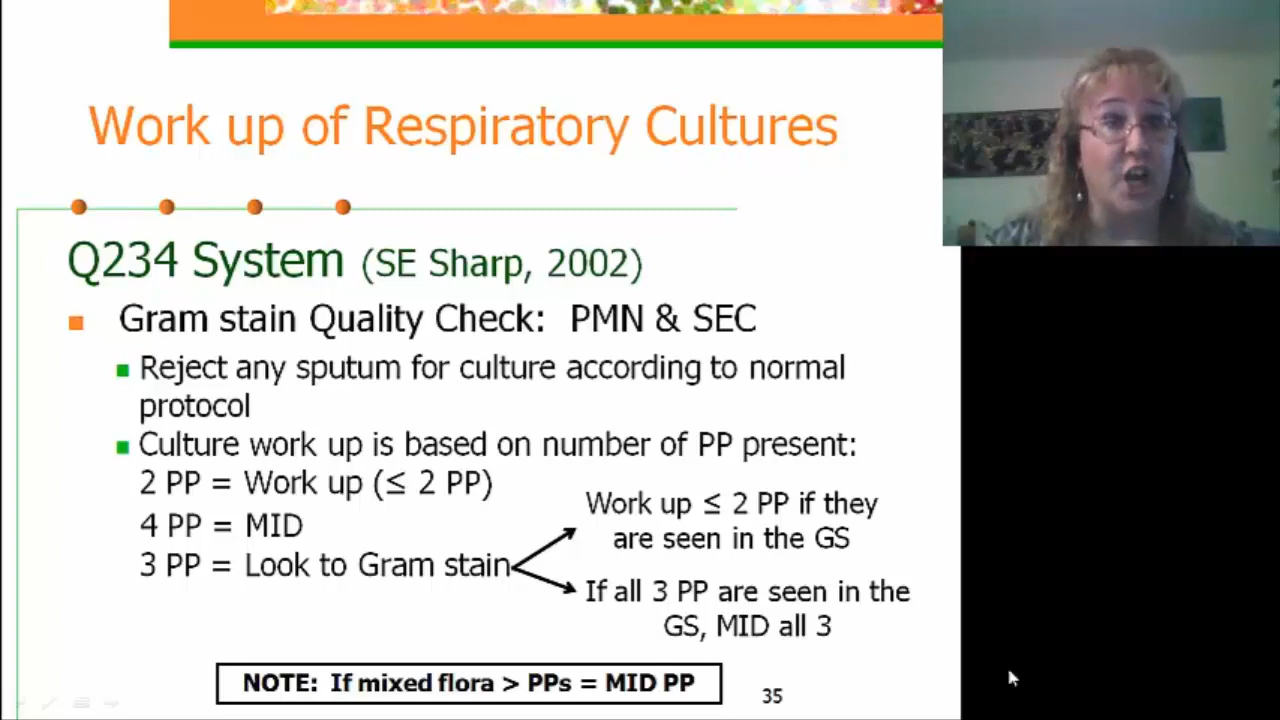 Work up of Respiratory Cultures
Q234 System (SE Sharp, 2002)
Gram stain Quality Check: PMN & SEC
Reject any sputum for culture according to normal
protocol
Culture work up is based on number of PP present:
2 PP = Work up (≤ 2 PP)
4 PP = MID
3 PP = Look to Gram stain
Work up ≤ 2 PP if they
are seen in the GS
If all 3 PP are seen in the
GS, MID all 3
NOTE: If mixed flora > PPs = MID PP
35